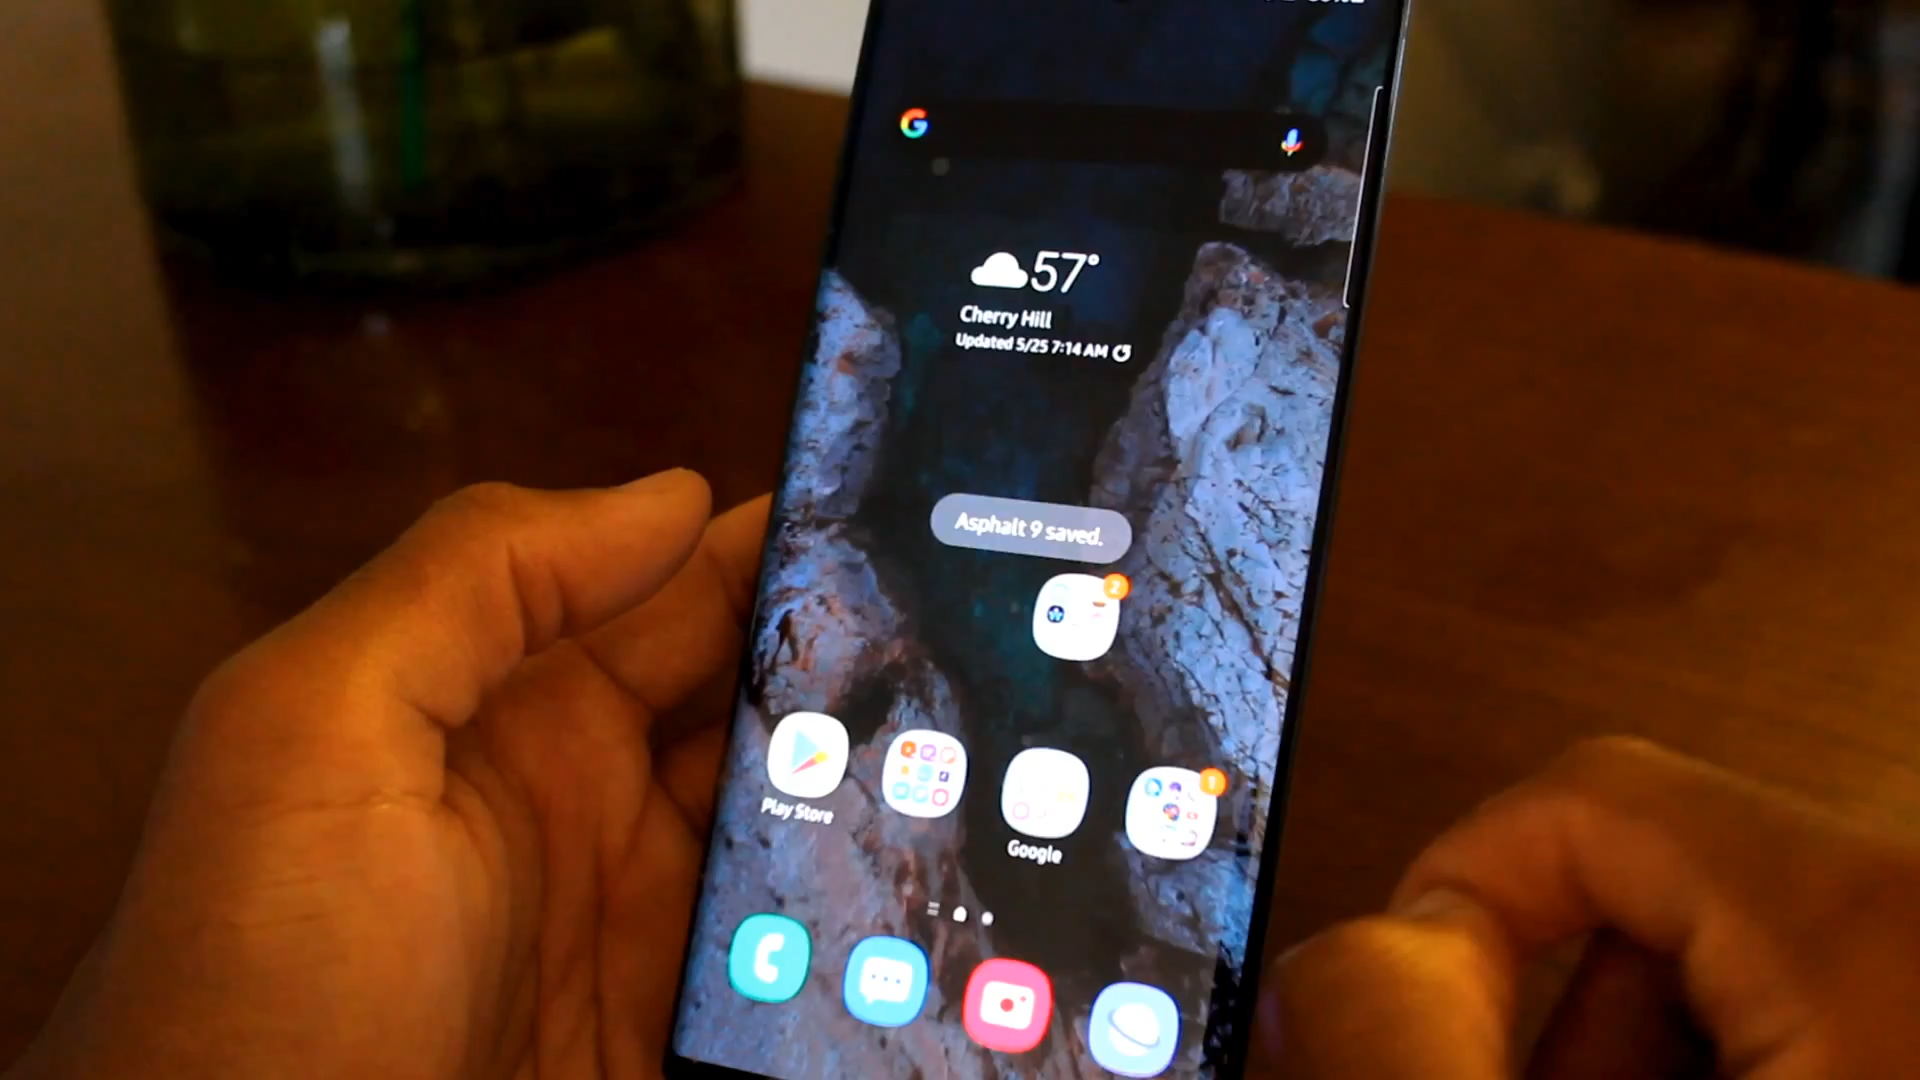 57°
Cherry Hill
Updated 5/25 7:14 AM
Asphalt 9 saved.
2
1
Play Store
Google